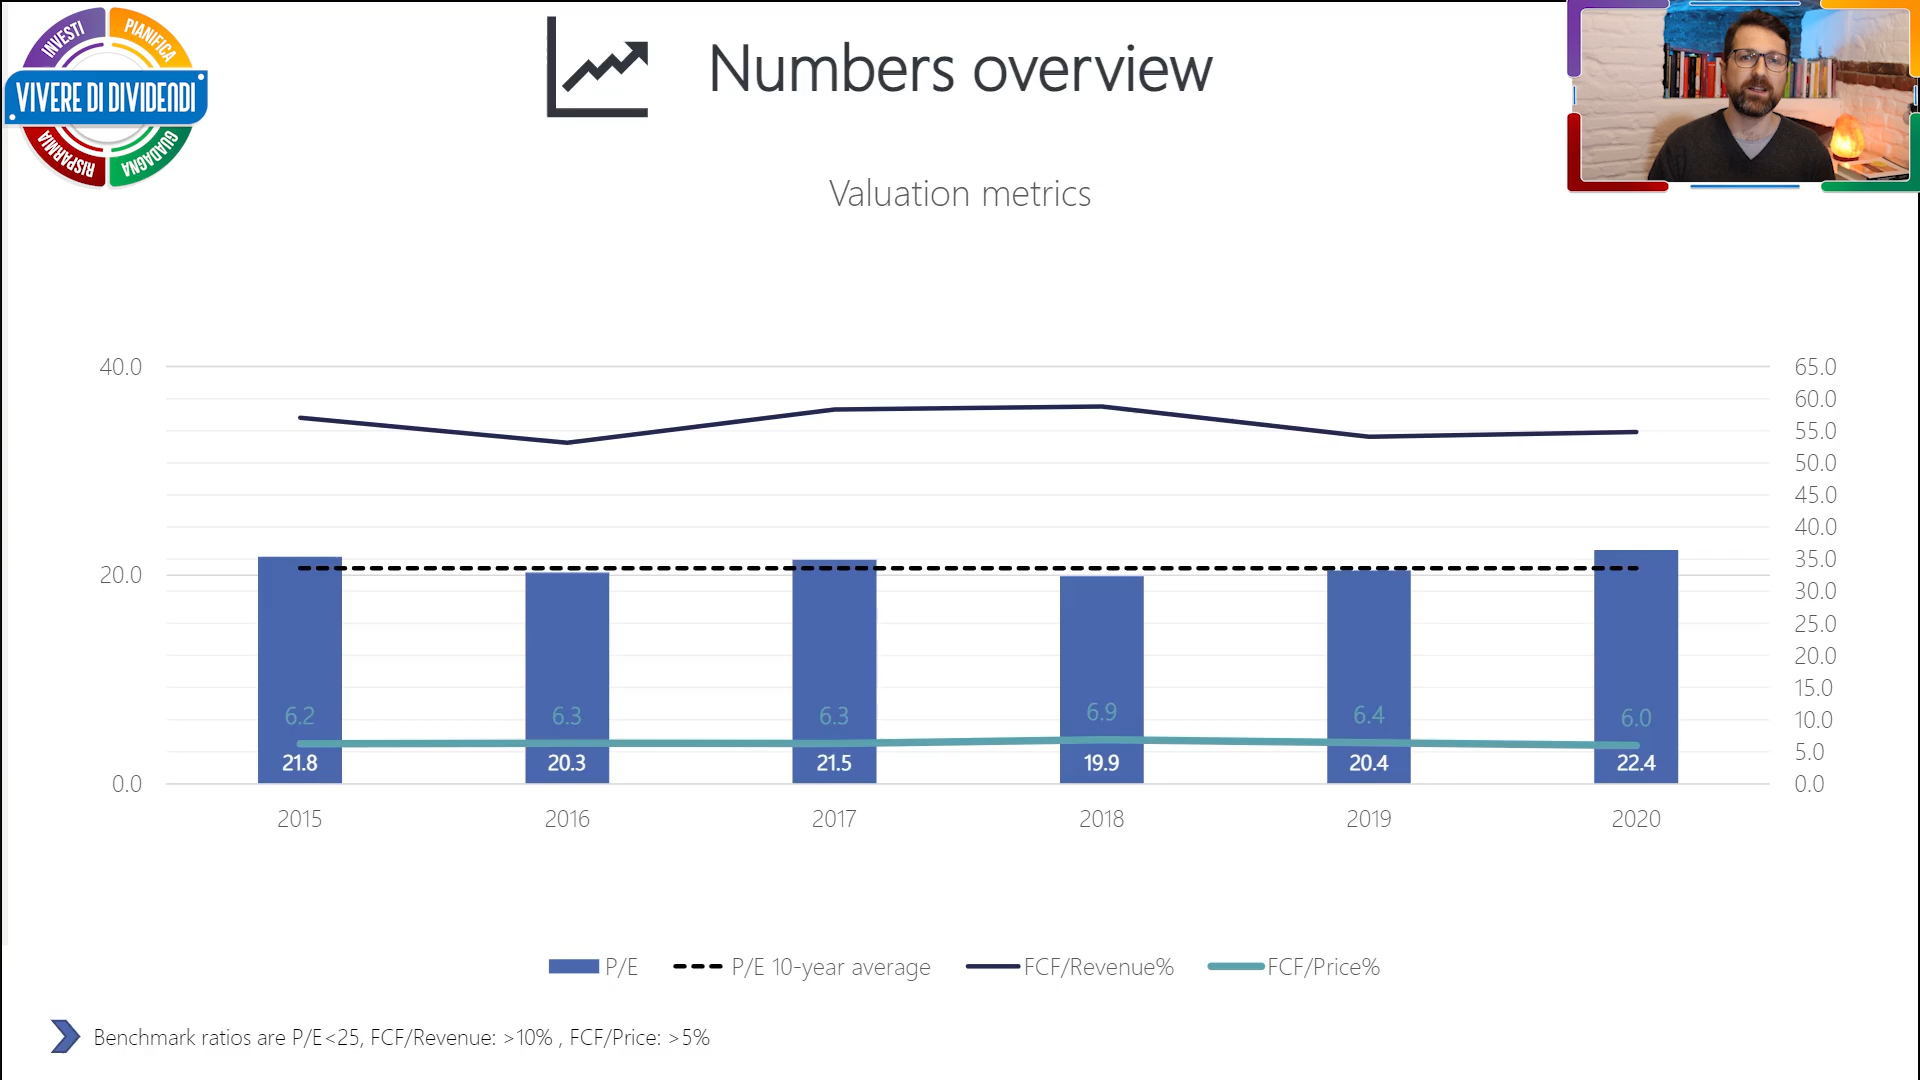 INVESTI
PIANIFICA
VIVERE DI DIVIDENDI
RISPARMIA
GUADAGNA
Numbers overview
Valuation metrics
40.0
20.0
0.0
65.0
60.0
55.0
50.0
45.0
40.0
35.0
30.0
25.0
20.0
15.0
10.0
5.0
0.0
6.2
6.3
6.3
6.9
6.4
6.0
21.8
20.3
21.5
19.9
20.4
22.4
2015
2016
2017
2018
2019
2020
P/E
P/E 10-year average
FCF/Revenue%
FCF/Price%
Benchmark ratios are P/E<25, FCF/Revenue: >10% , FCF/Price: >5%